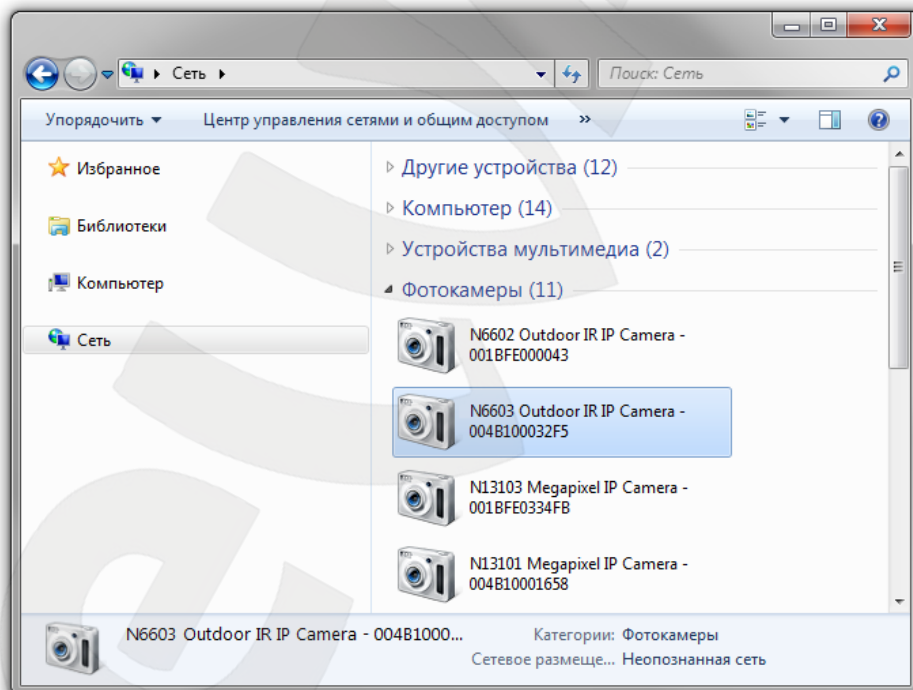 Сеть
Поиск: Сеть
Упорядочить
Центр управления сетями и общим доступом
»
Избранное
Библиотеки
Компьютер
Сеть
Другие устройства (12)
Компьютер (14)
Устройства мультимедиа (2)
Фотокамеры (11)
N6602 Outdoor IR IP Camera -
001BFE000043
N6603 Outdoor IR IP Camera -
004B100032F5
N13103 Megapixel IP Camera -
001BFE0334FB
N13101 Megapixel IP Camera -
004B10001658
N6603 Outdoor IR IP Camera - 004B1000... Категории: Фотокамеры
Сетевое размеще... Неопознанная сеть